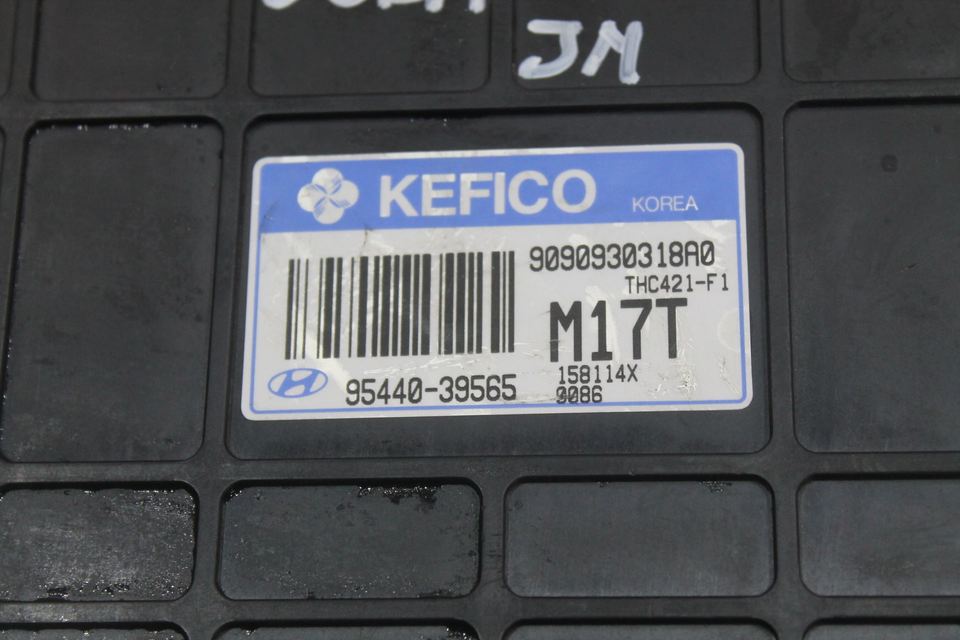 JM
KEFICO
KOREA
9090930318A0
THC421-F1
M17T
158114X
9086
95440-39565